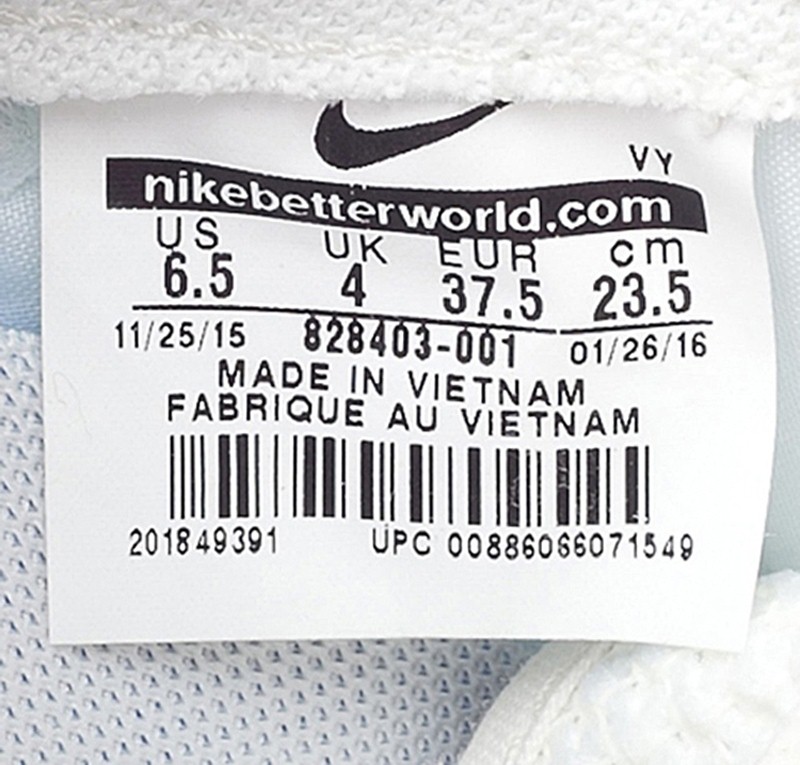 VY
nikebetterworld.com
US UK EUR cm
6.5 4 37.5 23.5
11/25/15 828403-001 01/26/16
MADE IN VIETNAM
FABRIQUE AU VIETNAM
201849391 UPC 00886066071549